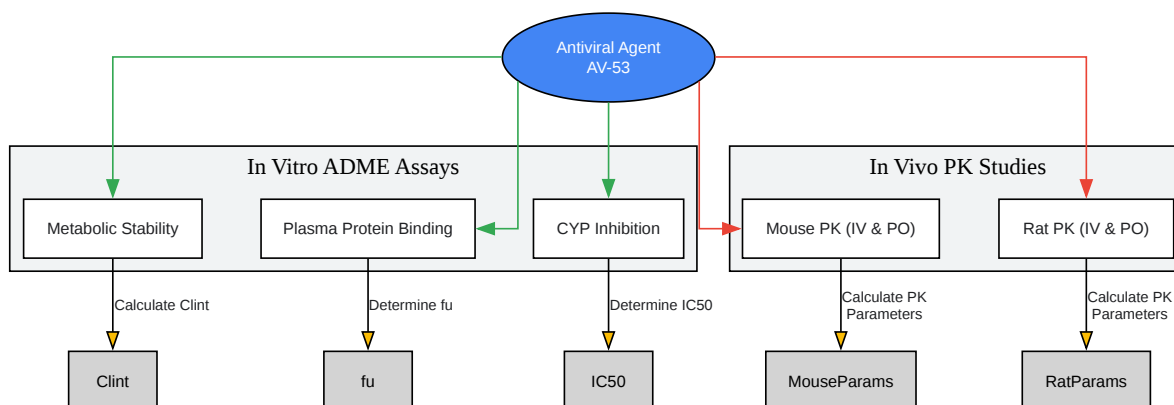 Antiviral Agent
AV-53
In Vitro ADME Assays
In Vivo PK Studies
Metabolic Stability
Plasma Protein Binding
CYP Inhibition
Mouse PK (IV & PO)
Rat PK (IV & PO)
Calculate Clint
Determine fu
Determine IC50
Calculate PK
Parameters
Calculate PK
Parameters
Clint
fu
IC50
MouseParams
RatParams